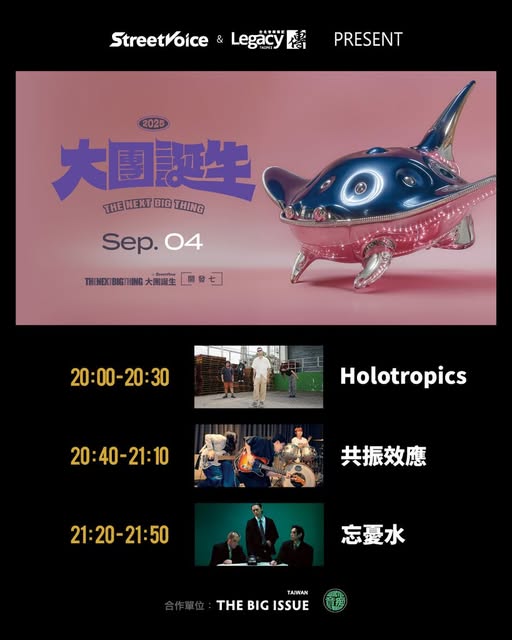 StreetVoice & Legacy TAIPEI PRESENT
2025
大團誕生
THE NEXT BIG THING
Sep. 04
THE NEXT BIG THING 大團誕生 開發七
20:00-20:30 Holotropics
20:40-21:10 共振效應
21:20-21:50 忘憂水
合作單位：THE BIG ISSUE TAIWAN